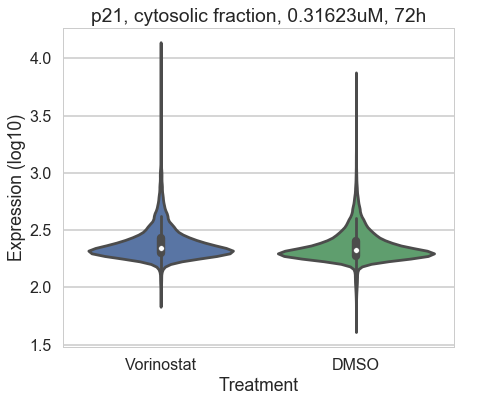 p21, cytosolic fraction, 0.31623uM, 72h
Expression (log10)
4.0
3.5
3.0
2.5
2.0
1.5
Vorinostat DMSO
Treatment